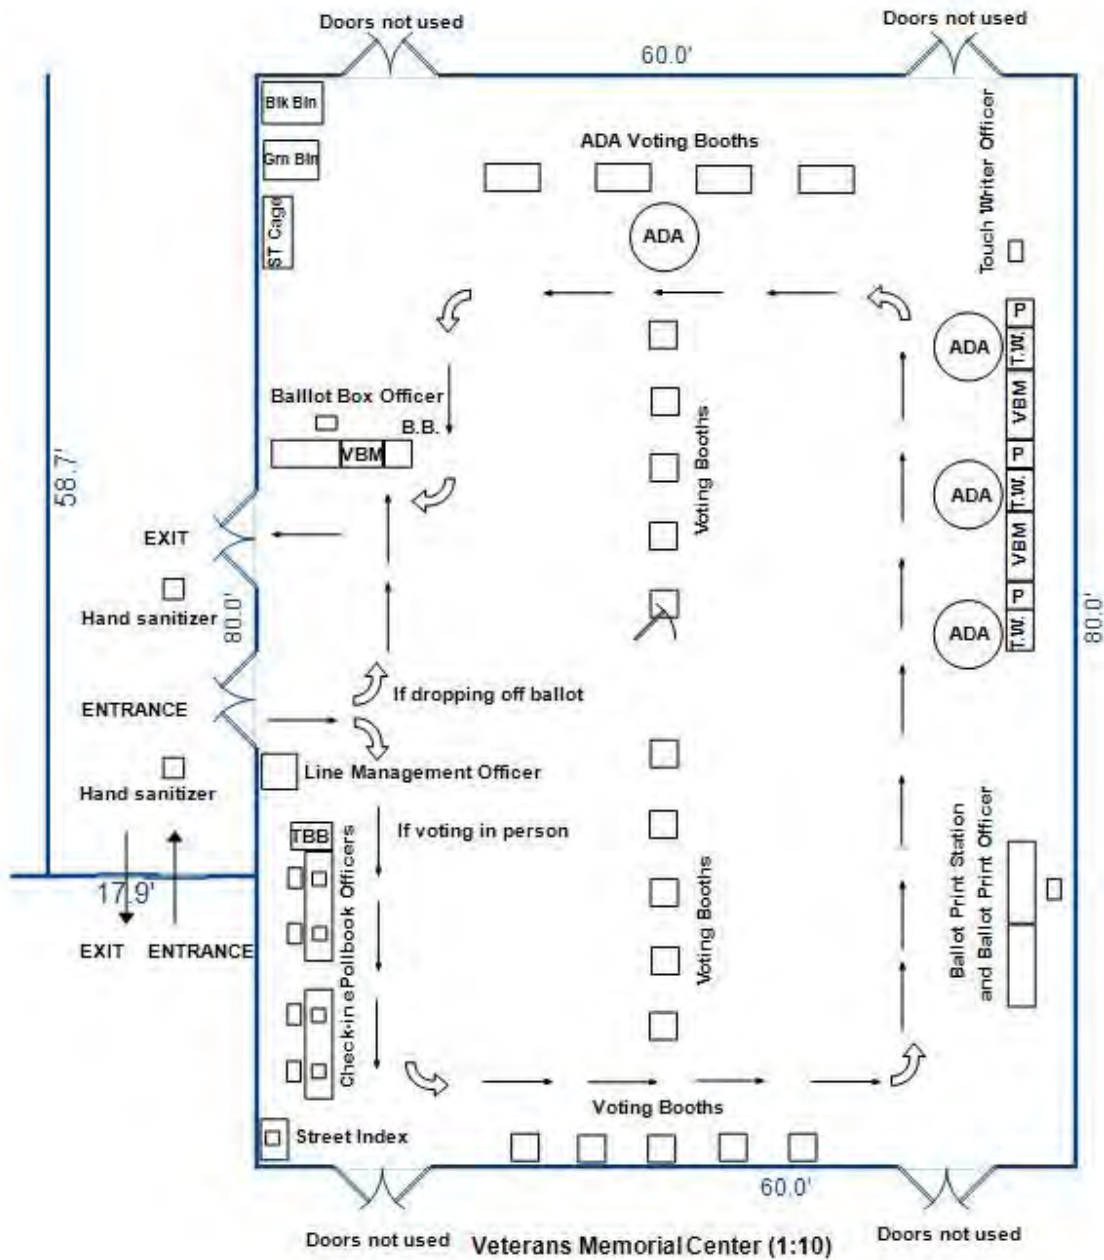 Doors not used
Doors not used
60.0'
Blk Bin
Grn Bin
ST Cage
ADA Voting Booths
ADA
Touch Writer Officer
P
T.W.
VBM
P
T.W.
VBM
P
T.W.
ADA
ADA
ADA
Balllot Box Officer
B.B.
VBM
Voting Booths
58.7'
EXIT
Hand sanitizer
80.0'
80.0'
ENTRANCE
If dropping off ballot
Hand sanitizer
Line Management Officer
If voting in person
TBB
Check-in ePollbook Officers
Voting Booths
Ballot Print Station
and Ballot Print Officer
17.9'
EXIT
ENTRANCE
Voting Booths
Street Index
60.0'
Doors not used
Doors not used
Veterans Memorial Center (1:10)